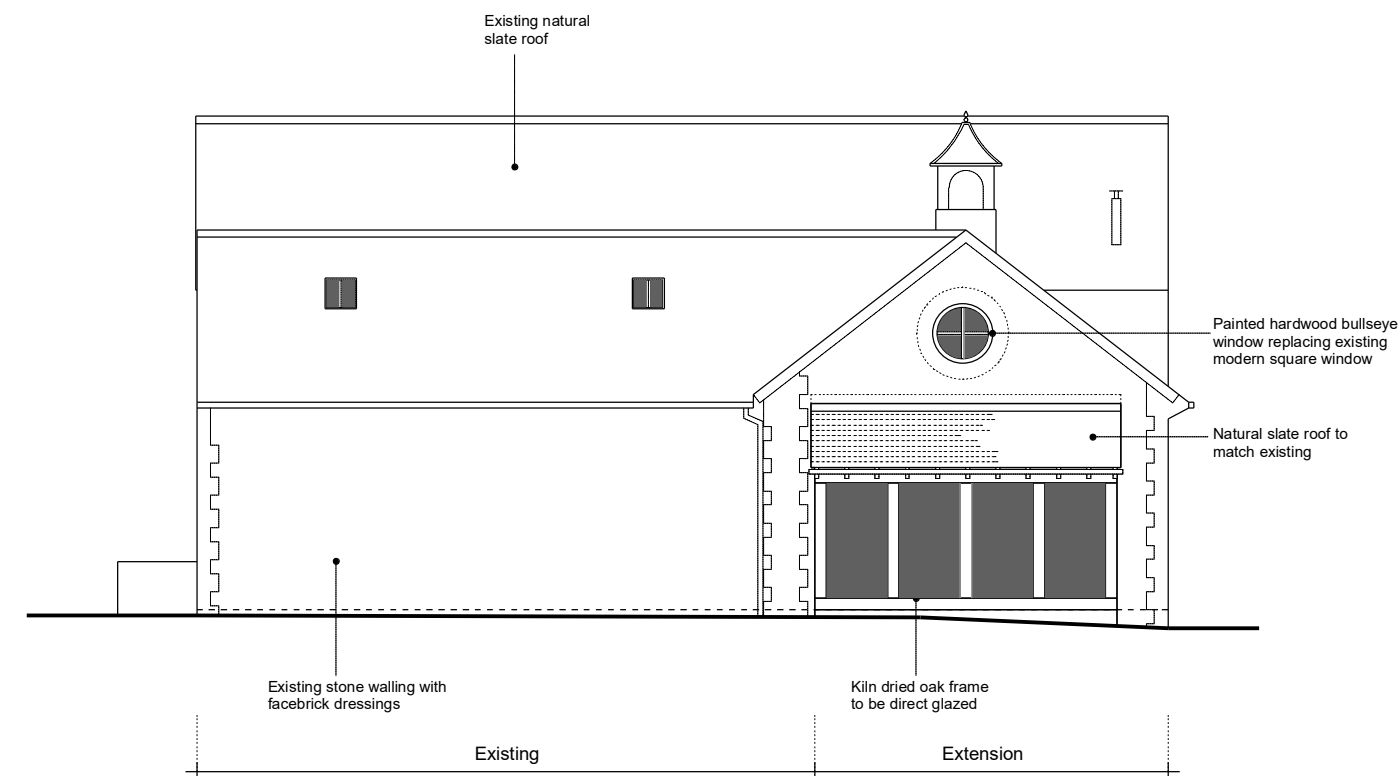 Existing natural
slate roof
Painted hardwood bullseye
window replacing existing
modern square window
Natural slate roof to
match existing
Existing stone walling with
facebrick dressings
Kiln dried oak frame
to be direct glazed
Existing
Extension